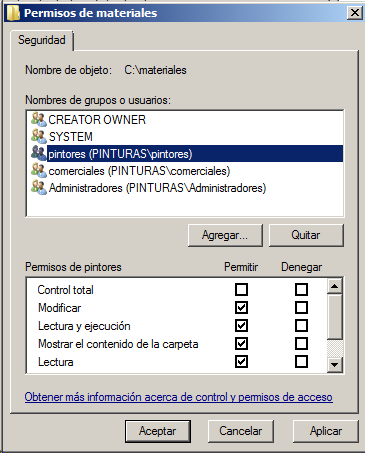 Permisos de materiales
Seguridad
Nombre de objeto: C:\materiales
Nombres de grupos o usuarios:
CREATOR OWNER
SYSTEM
pintores (PINTURAS\pintores)
comerciales (PINTURAS\comerciales)
Administradores (PINTURAS\Administradores)
Agregar... Quitar
Permisos de pintores Permitir Denegar
Control total
Modificar
Lectura y ejecución
Mostrar el contenido de la carpeta
Lectura
Obtener más información acerca de control y permisos de acceso
Aceptar Cancelar Aplicar